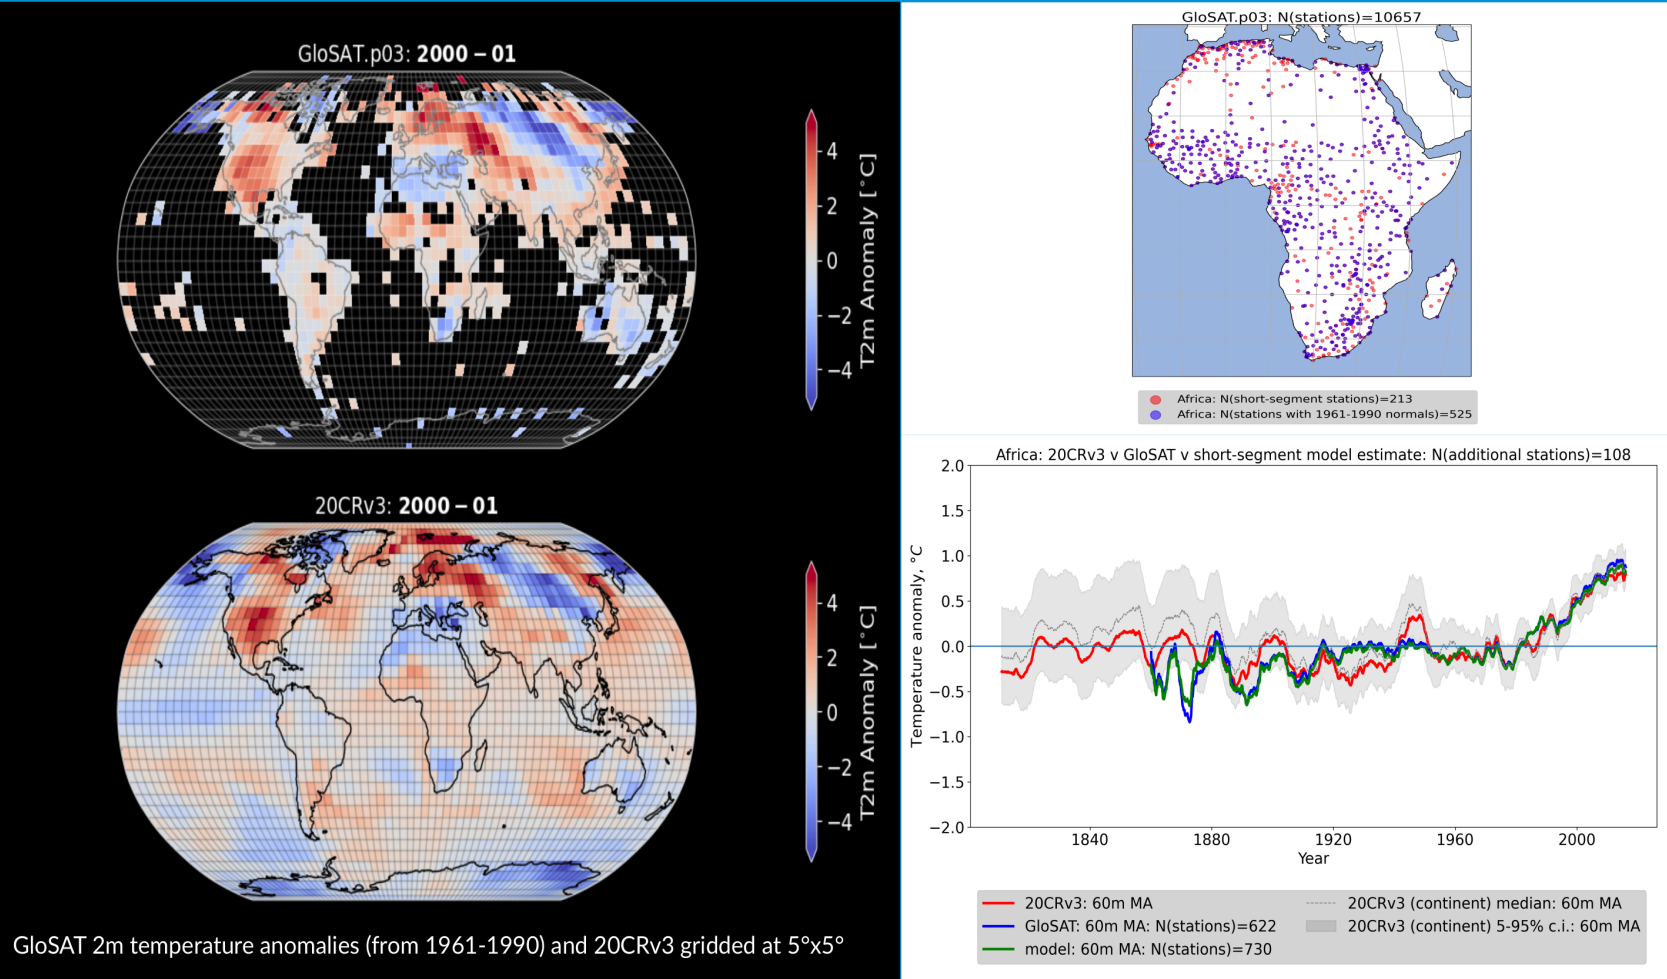 GloSAT.p03: 2000 – 01
4
2
0
−2
−4
T2m Anomaly [°C]
20CRv3: 2000 – 01
4
2
0
−2
−4
T2m Anomaly [°C]
GloSAT 2m temperature anomalies (from 1961-1990) and 20CRv3 gridded at 5°x5°
GloSAT.p03: N(stations)=10657
Africa: N(short-segment stations)=213
Africa: N(stations with 1961-1990 normals)=525
Africa: 20CRv3 v GloSAT v short-segment model estimate: N(additional stations)=108
2.0
1.5
1.0
0.5
0.0
−0.5
−1.0
−1.5
−2.0
Temperature anomaly, °C
1840
1880
1920
1960
2000
Year
20CRv3: 60m MA
GloSAT: 60m MA: N(stations)=622
model: 60m MA: N(stations)=730
20CRv3 (continent) median: 60m MA
20CRv3 (continent) 5-95% c.i.: 60m MA